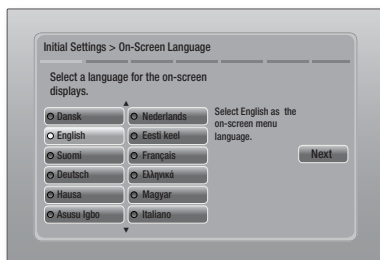 Initial Settings > On-Screen Language
Select a language for the on-screen
displays.
Dansk
English
Suomi
Deutsch
Hausa
Asusu Igbo
Nederlands
Eesti keel
Français
Ελληνικά
Magyar
Italiano
Select English as the
on-screen menu
language.
Next